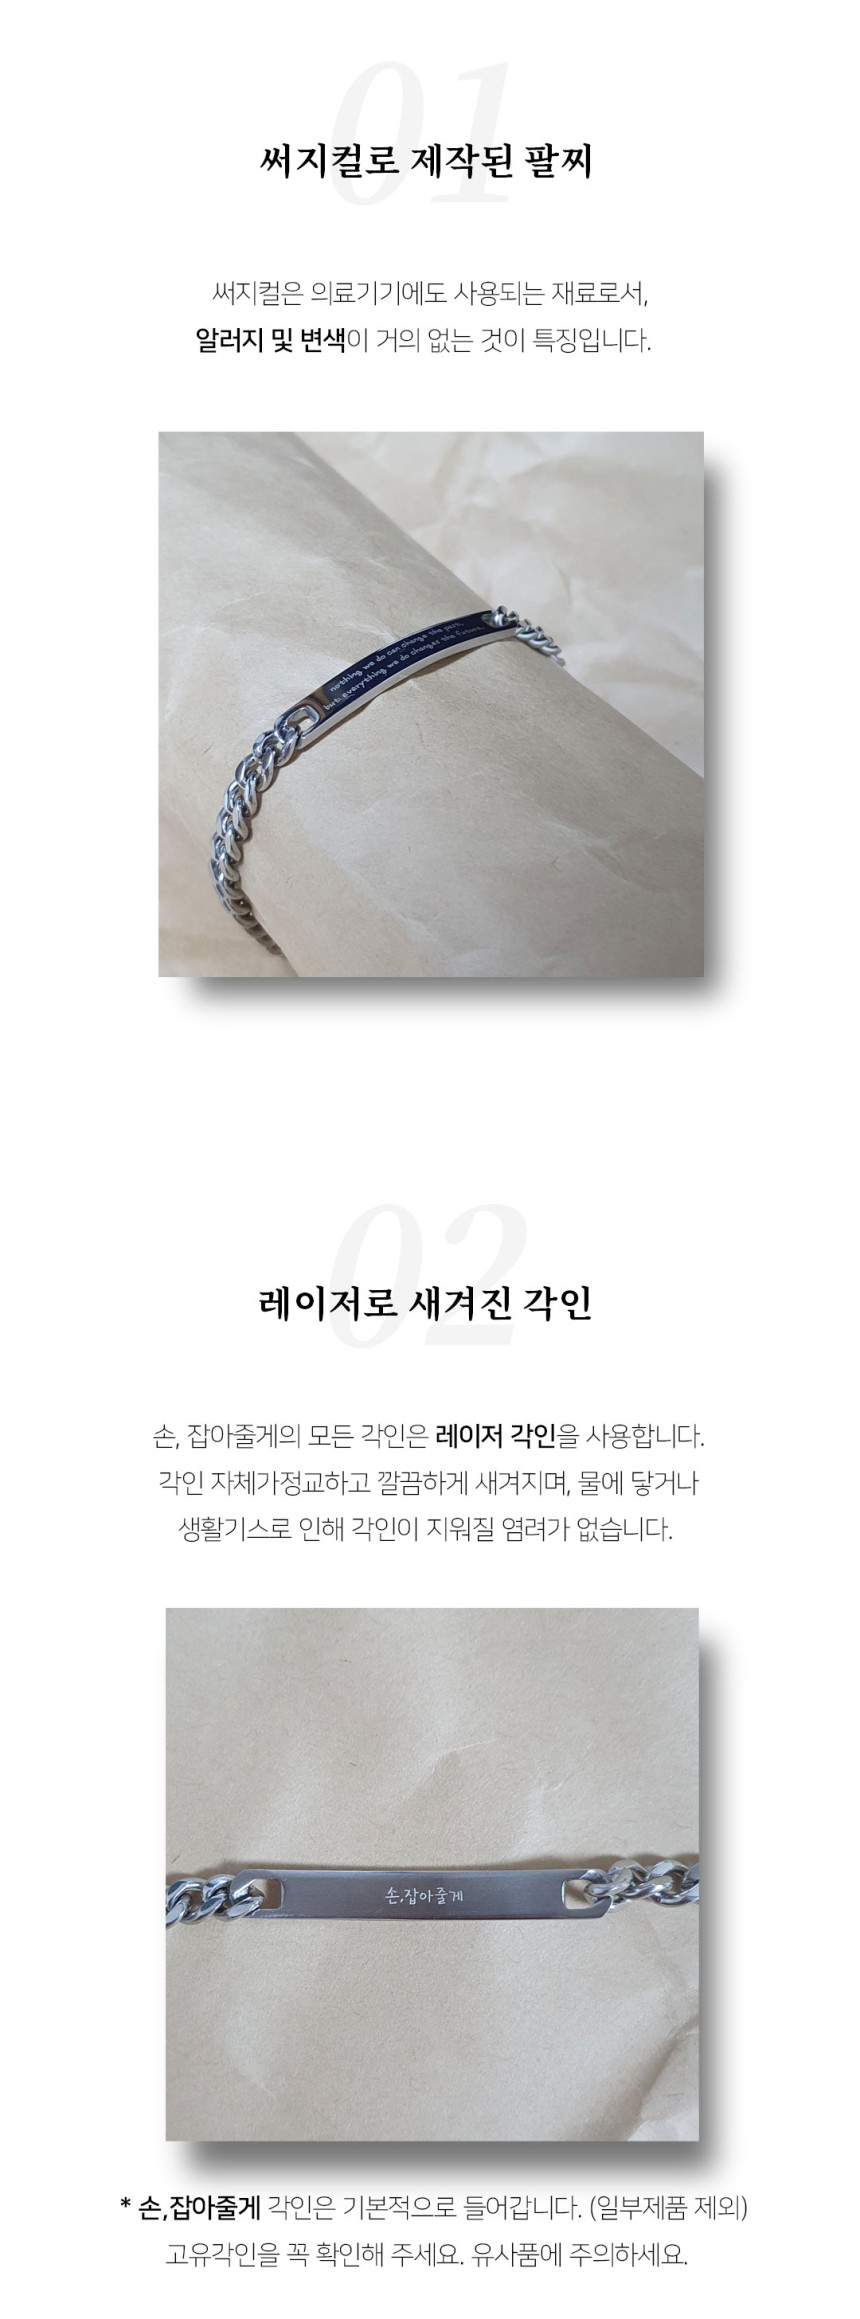 01
써지컬로 제작된 팔찌
써지컬은 의료기기에도 사용되는 재료로서,
알러지 및 변색이 거의 없는 것이 특징입니다.
nothing we do can change the past,
but everything we do changes the future.
02
레이저로 새겨진 각인
손, 잡아줄게의 모든 각인은 레이저 각인을 사용합니다.
각인 자체가정교하고 깔끔하게 새겨지며, 물에 닿거나
생활기스로 인해 각인이 지워질 염려가 없습니다.
손,잡아줄게
* 손,잡아줄게 각인은 기본적으로 들어갑니다. (일부제품 제외)
고유각인을 꼭 확인해 주세요. 유사품에 주의하세요.